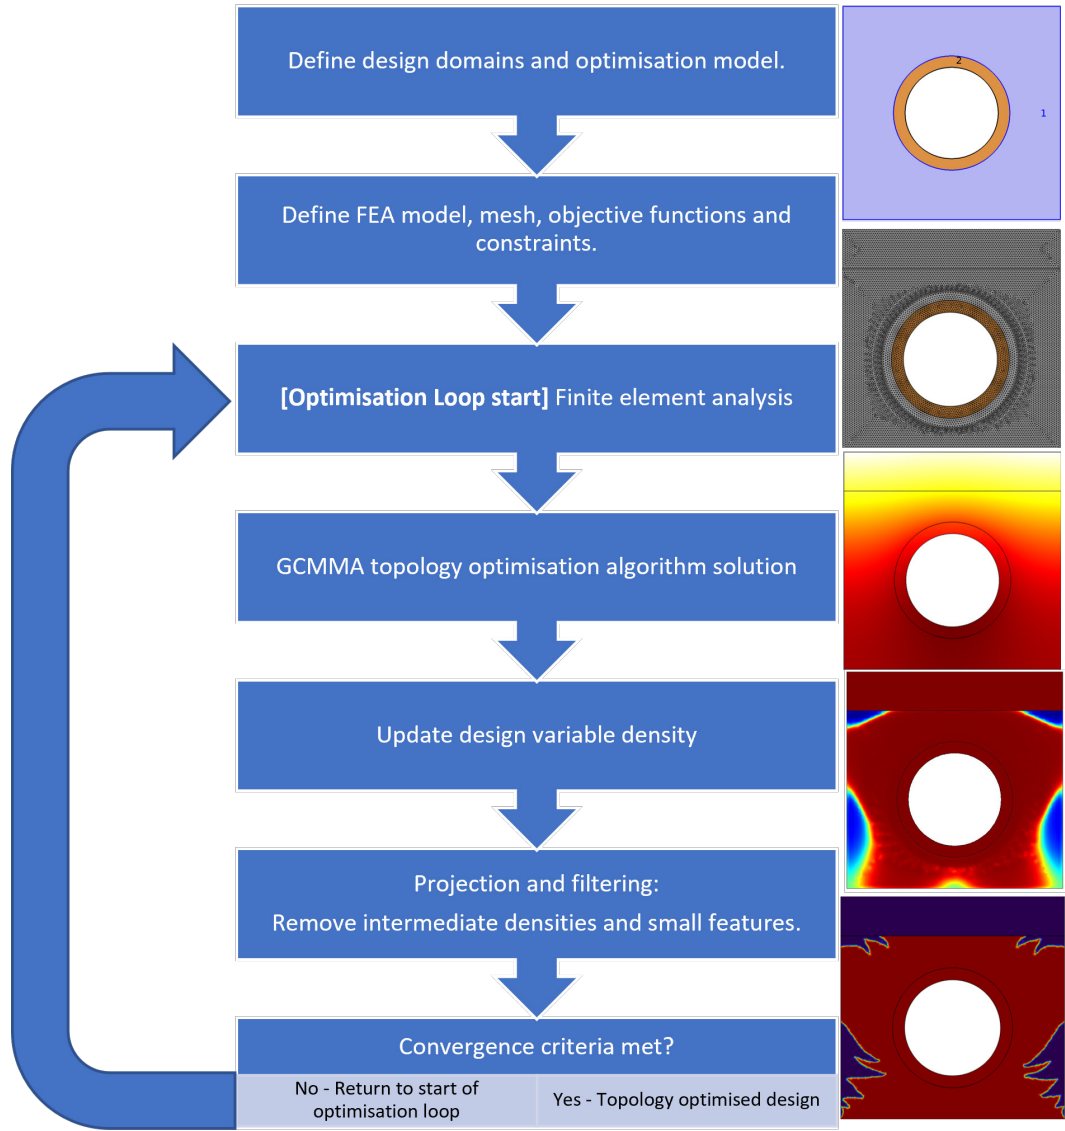 Define design domains and optimisation model.
2
1
Define FEA model, mesh, objective functions and
constraints.
[Optimisation Loop start] Finite element analysis
GCMMA topology optimisation algorithm solution
Update design variable density
Projection and filtering:
Remove intermediate densities and small features.
Convergence criteria met?
No - Return to start of
optimisation loop
Yes - Topology optimised design